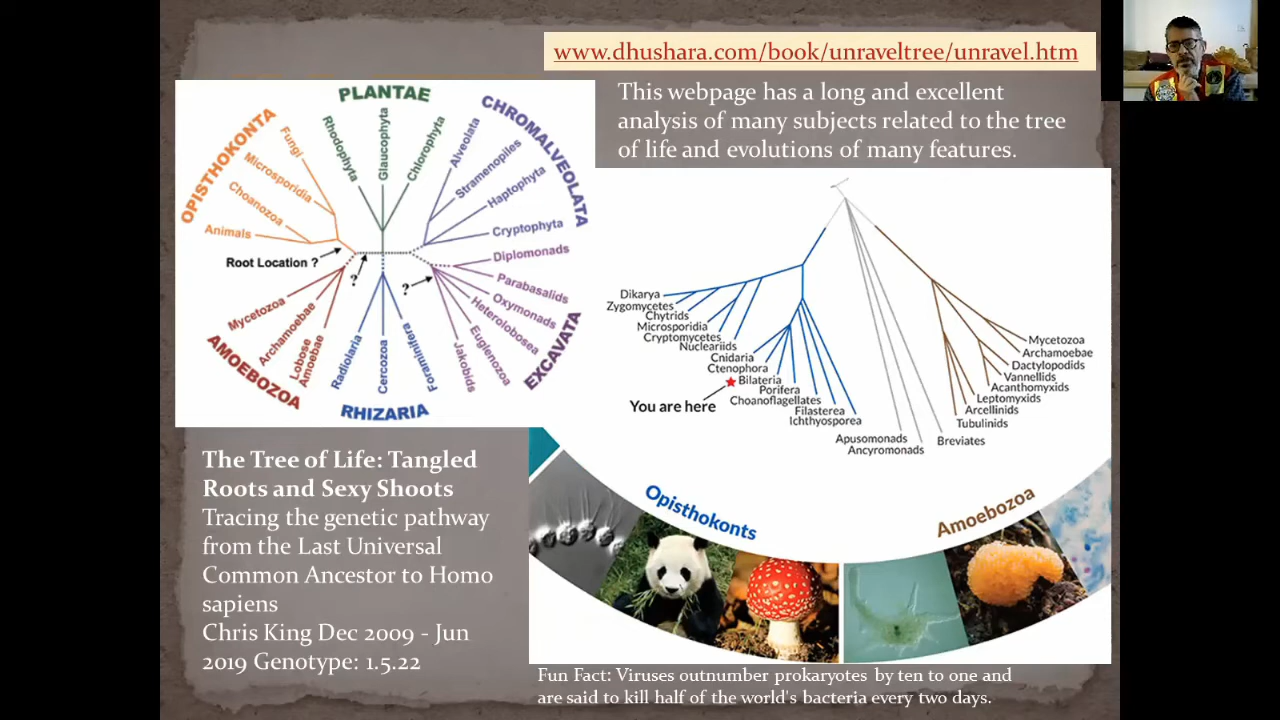 www.dhushara.com/book/unraveltree/unravel.htm
This webpage has a long and excellent
analysis of many subjects related to the tree
of life and evolutions of many features.
PLANTAE
Rhodophyta
Glaucophyta
Chlorophyta
CHROMALVEOLATA
Alveolata
Stramenopiles
Haptophyta
Cryptophyta
OPISTHOKONTA
Fungi
Microsporidia
Choanozoa
Animals
Root Location ?
?
?
Diplomonads
Parabasalids
Oxymonads
Heterolobosea
Euglenozoa
Jakobids
EXCAVATA
Mycetozoa
Archamoebae
Lobose
Amoebae
AMOEBOZOA
Radiolaria
Cercozoa
Foraminifera
RHIZARIA
Dikarya
Zygomycetes
Chytrids
Microsporidia
Cryptomycetes
Nucleariids
Cnidaria
Ctenophora
Bilateria
Porifera
You are here
Choanoflagellates
Filasterea
Ichthyosporea
Apusomonads
Ancyromonads
Breviates
Mycetozoa
Archamoebae
Dactylopodids
Vannellids
Acanthomyxids
Leptomyxids
Arcellinids
Tubulinids
Opisthokonts
Amoebozoa
The Tree of Life: Tangled
Roots and Sexy Shoots
Tracing the genetic pathway
from the Last Universal
Common Ancestor to Homo
sapiens
Chris King Dec 2009 - Jun
2019 Genotype: 1.5.22
Fun Fact: Viruses outnumber prokaryotes by ten to one and
are said to kill half of the world's bacteria every two days.